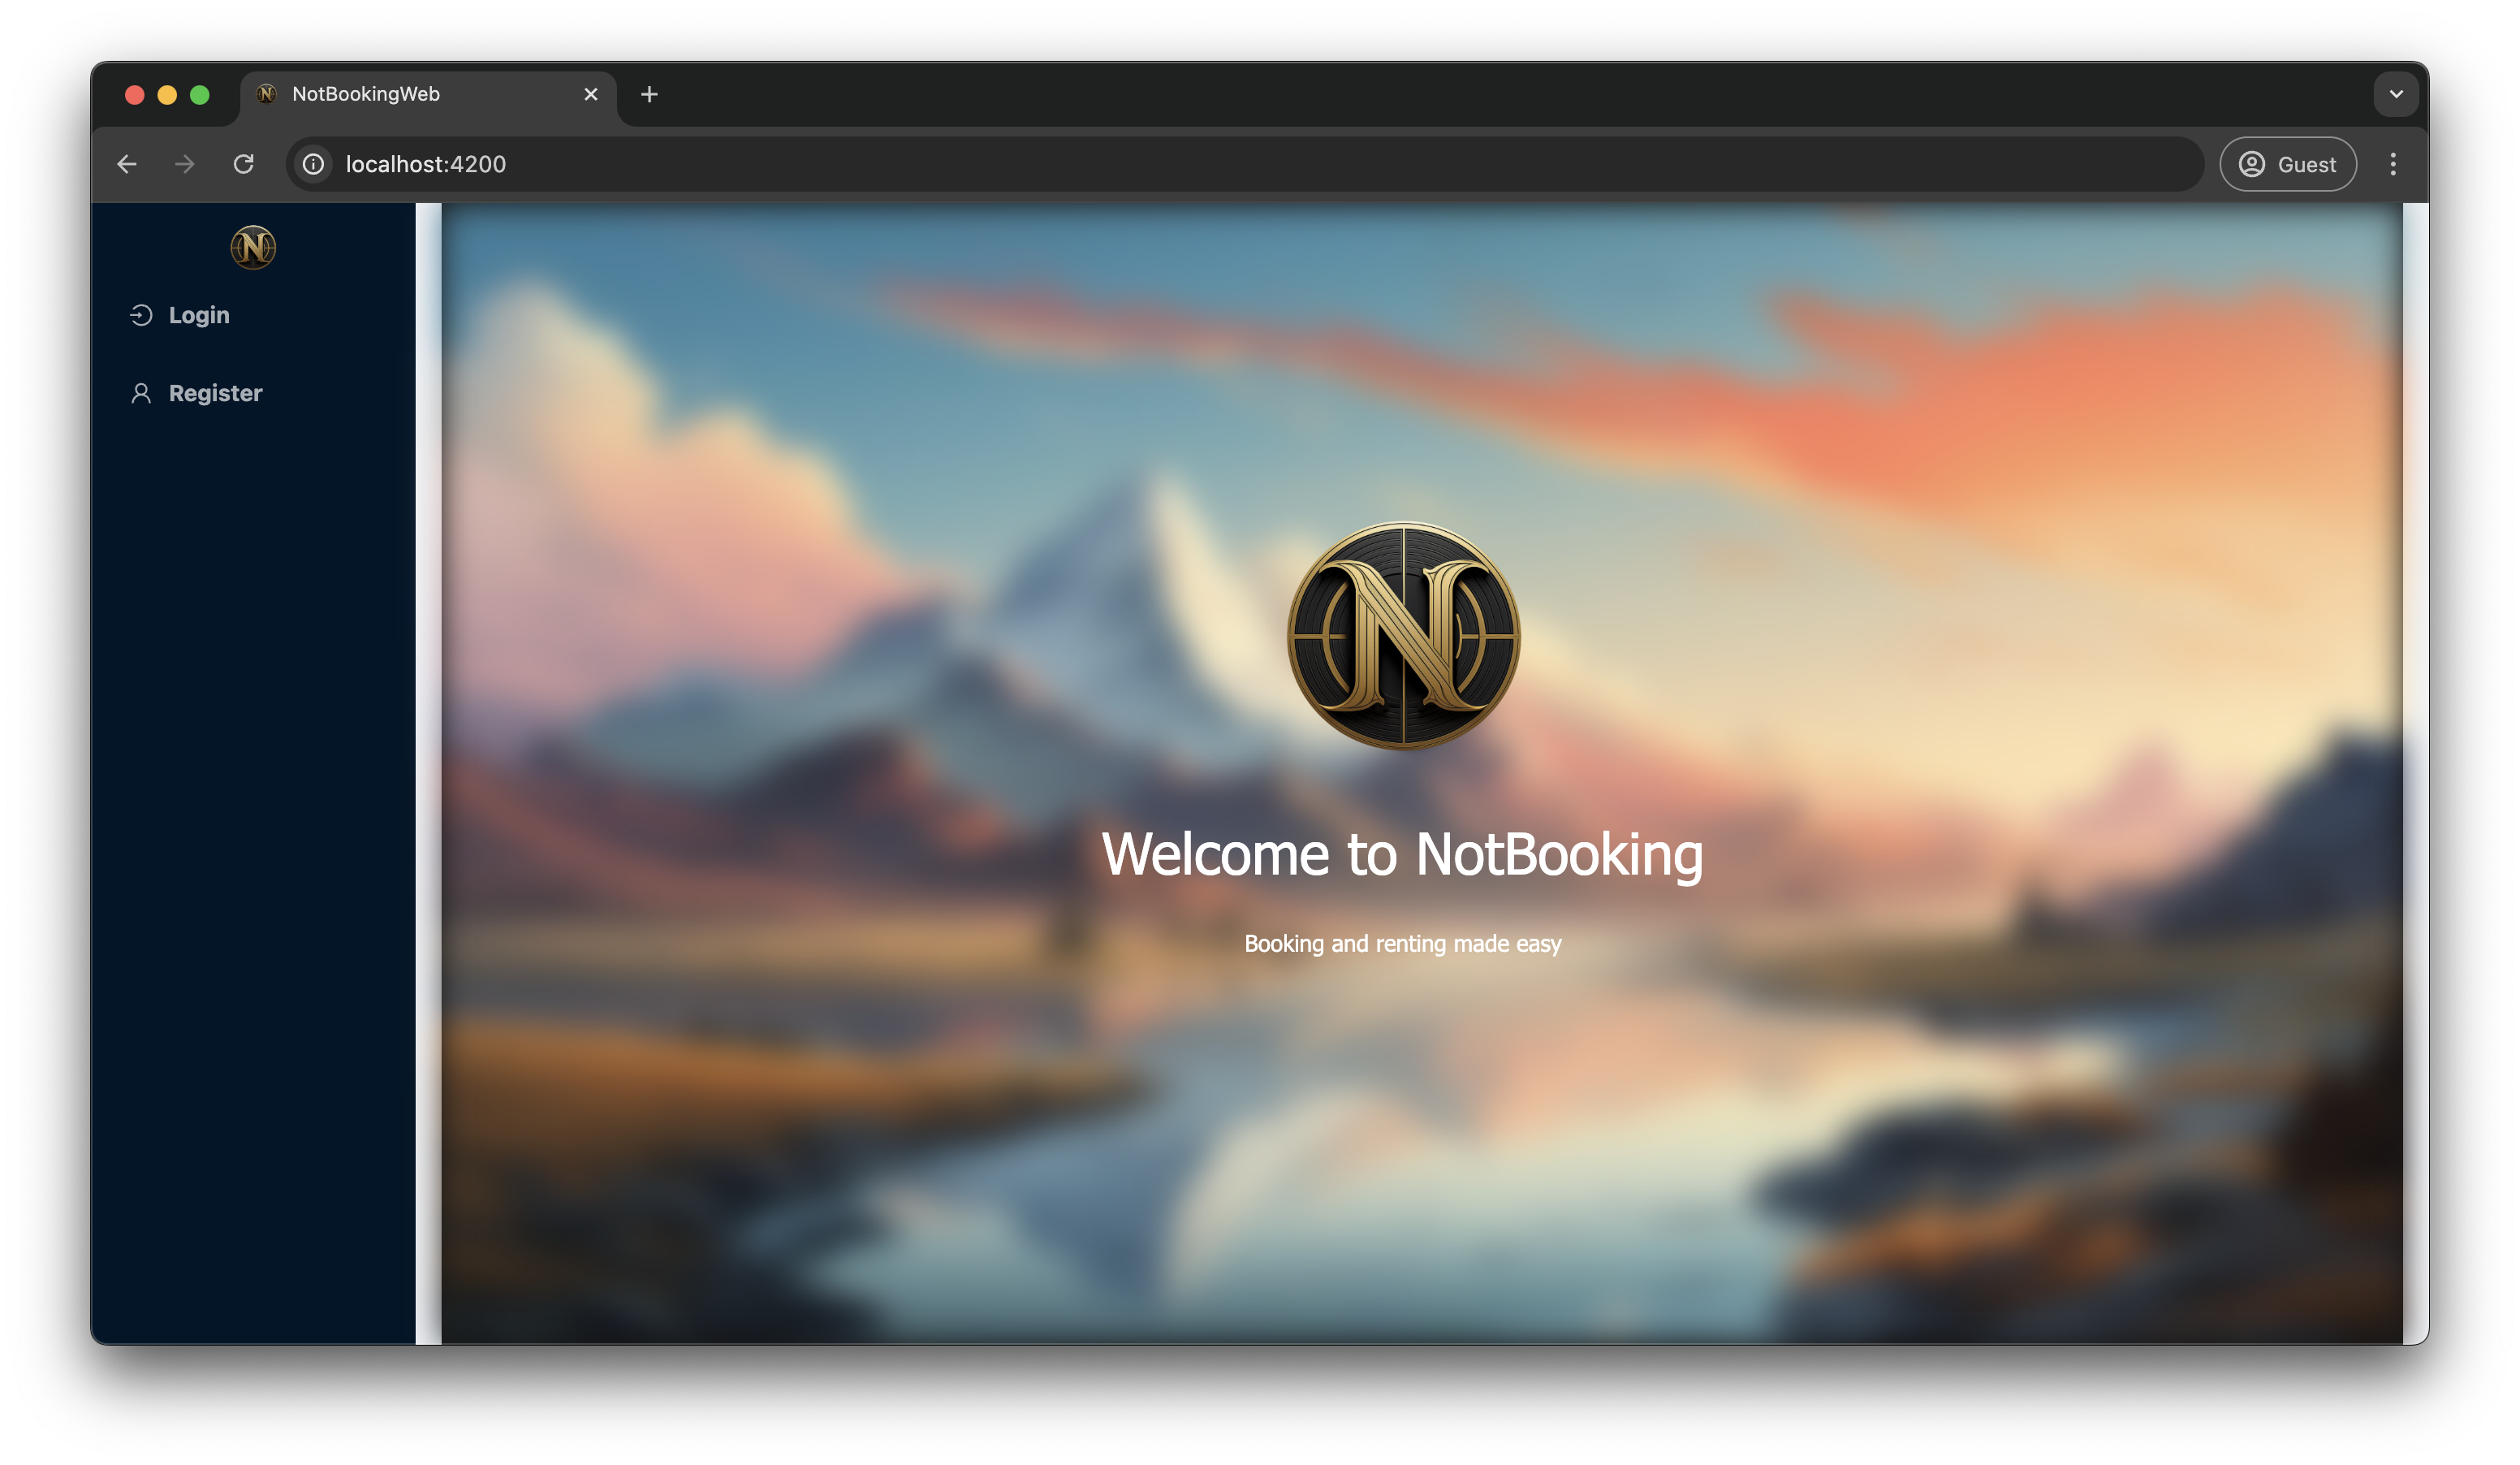 NotBookingWeb
localhost:4200
Guest
N
Login
Register
N
Welcome to NotBooking
Booking and renting made easy